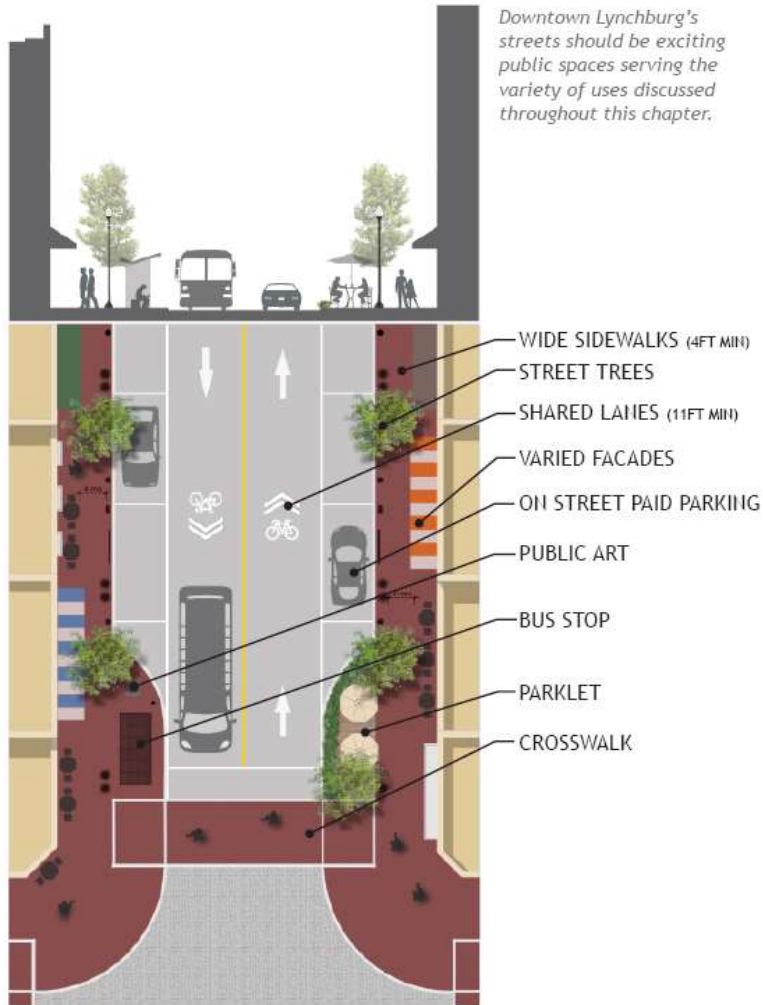 Downtown Lynchburg's
streets should be exciting
public spaces serving the
variety of uses discussed
throughout this chapter.
WIDE SIDEWALKS (4FT MIN)
STREET TREES
SHARED LANES (11FT MIN)
VARIED FACADES
ON STREET PAID PARKING
PUBLIC ART
BUS STOP
PARKLET
CROSSWALK